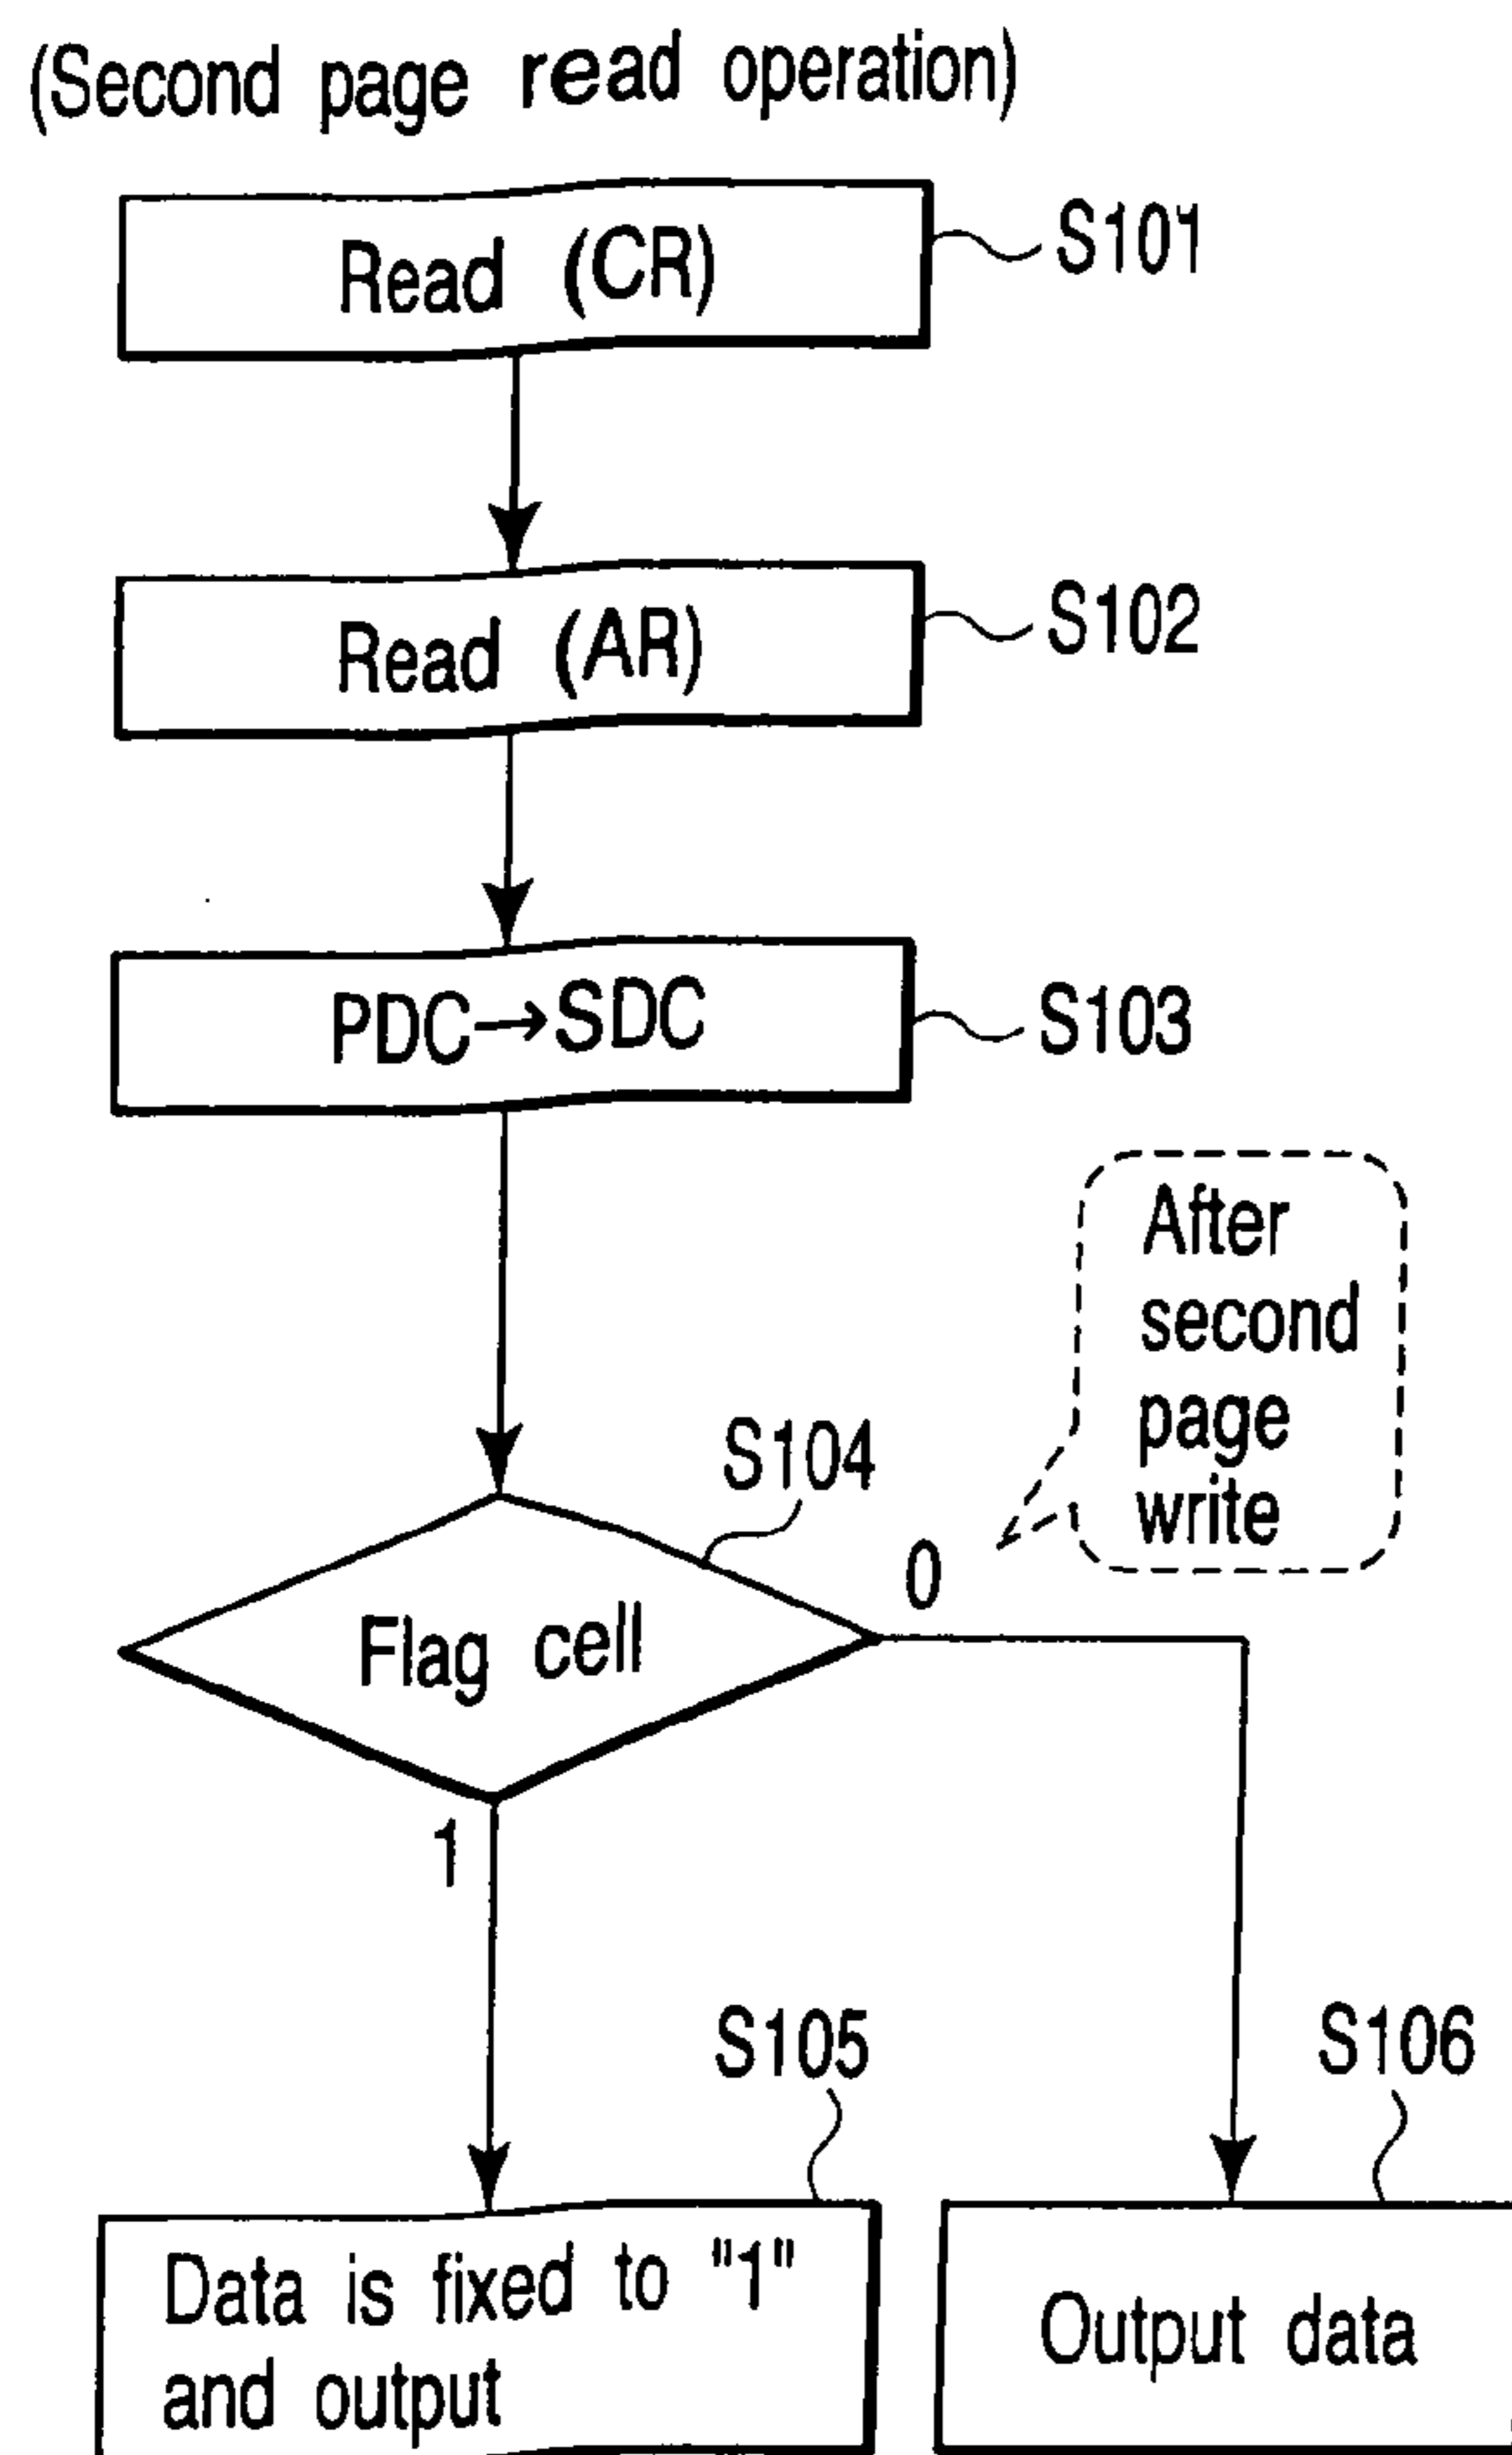 (Second page read operation)
Read (CR)
S101
Read (AR)
S102
PDC→SDC
S103
After
second
page
write
S104
0
Flag cell
1
S105
S106
Data is fixed to "1"
and output
Output data